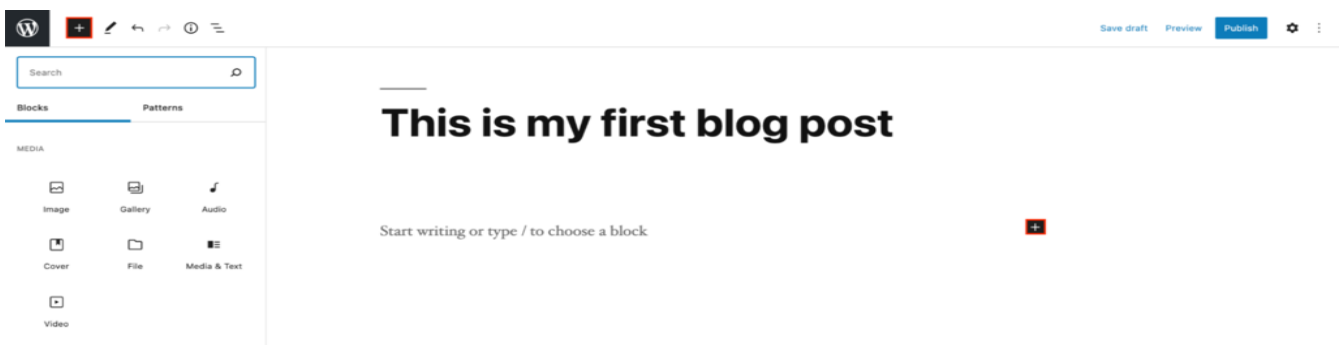 Save draft Preview Publish
Search
Blocks Patterns
MEDIA
Image Gallery Audio
Cover File Media & Text
Video
This is my first blog post
Start writing or type / to choose a block